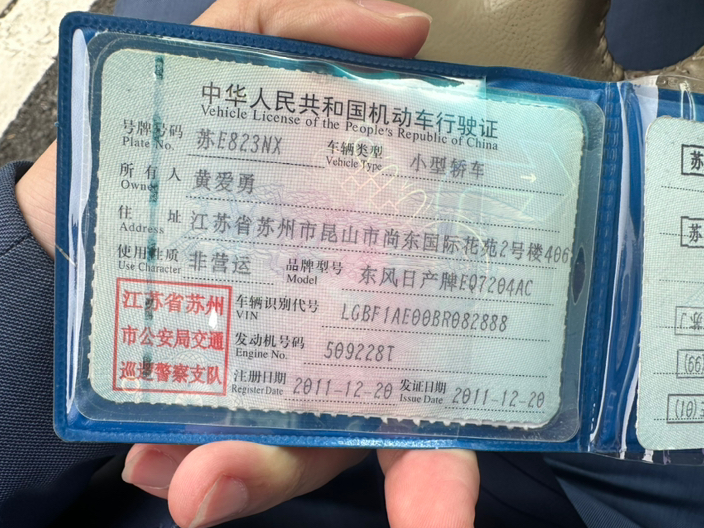 中华人民共和国机动车行驶证
Vehicle License of the People's Republic of China
号牌号码 苏E823NX 车辆类型 小型轿车
Plate No. Vehicle Type
所有人 黄爱勇
Owner
住址 江苏省苏州市昆山市尚东国际花苑2号楼406
Address
使用性质 非营运 品牌型号 东风日产牌EQ7204AC
Use Character Model
江苏省苏州
市公安局交通
巡逻警察支队
车辆识别代号 LGBF1AE00BR082888
VIN
发动机号码 509228T
Engine No.
注册日期 2011-12-20 发证日期 2011-12-20
Register Date Issue Date
苏
苏